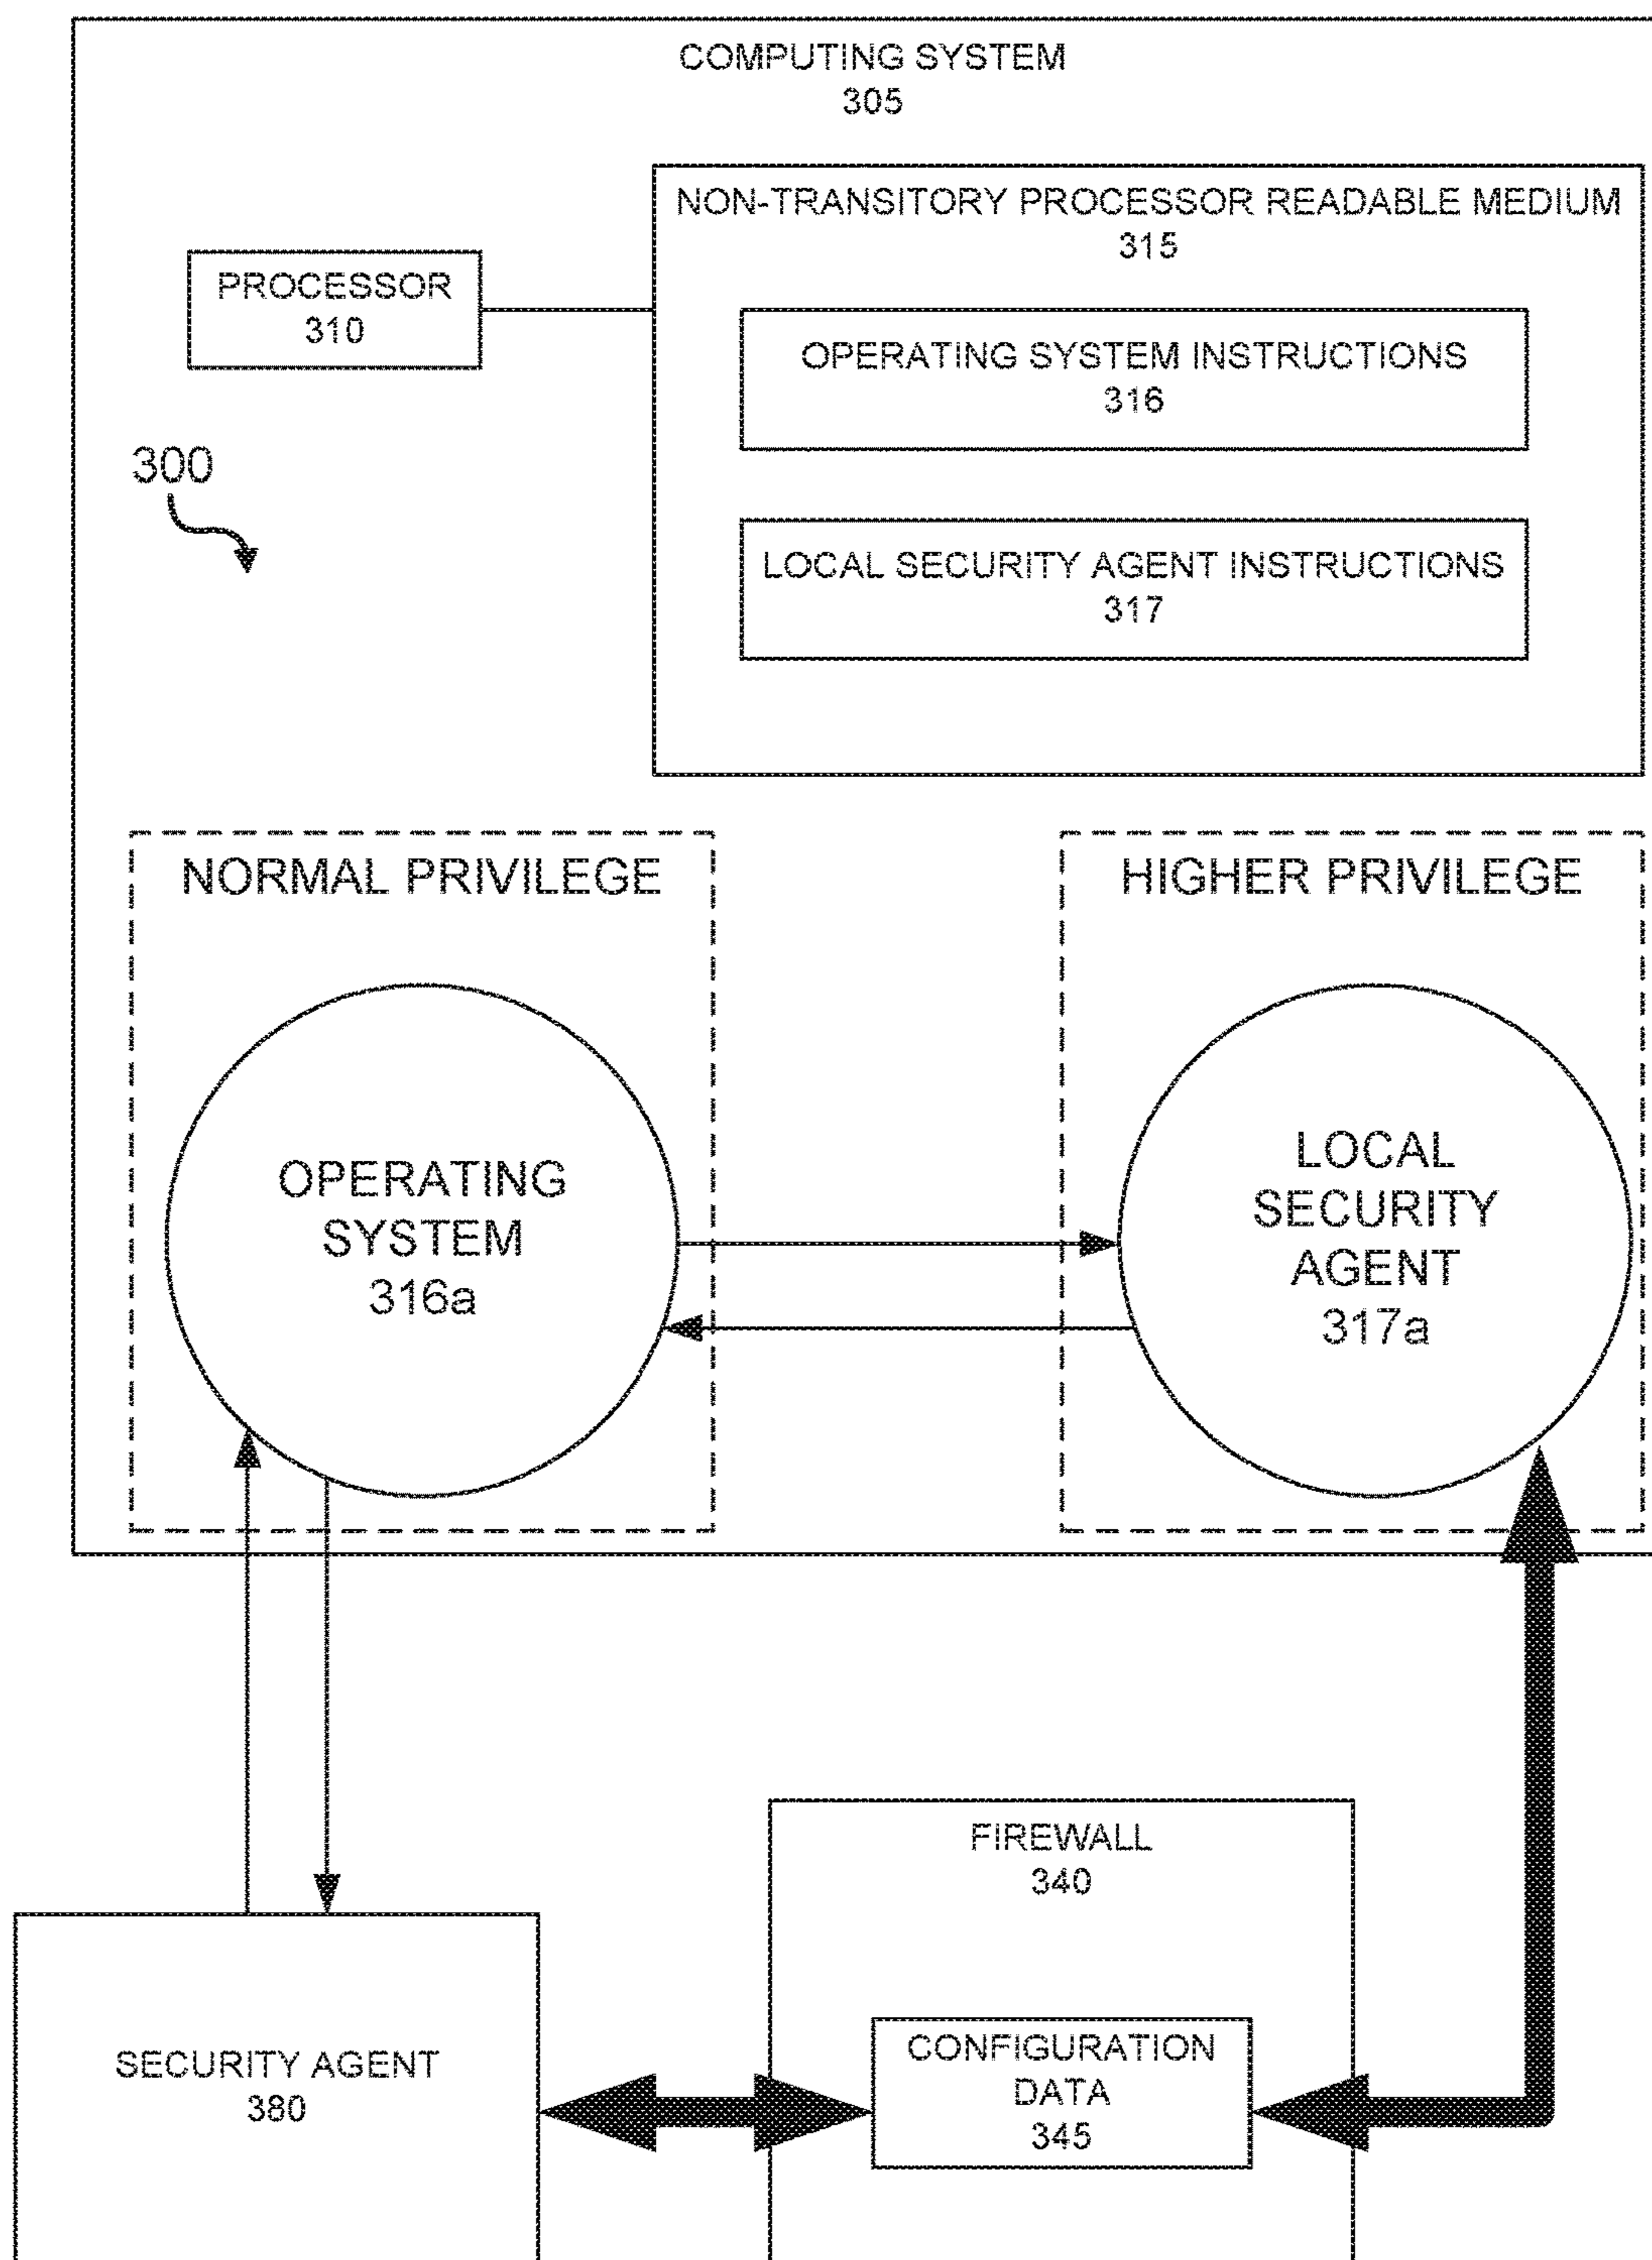 COMPUTING SYSTEM
305
NON-TRANSITORY PROCESSOR READABLE MEDIUM
315
PROCESSOR
310
OPERATING SYSTEM INSTRUCTIONS
316
300
LOCAL SECURITY AGENT INSTRUCTIONS
317
NORMAL PRIVILEGE
HIGHER PRIVILEGE
OPERATING
SYSTEM
316a
LOCAL
SECURITY
AGENT
317a
FIREWALL
340
SECURITY AGENT
380
CONFIGURATION
DATA
345